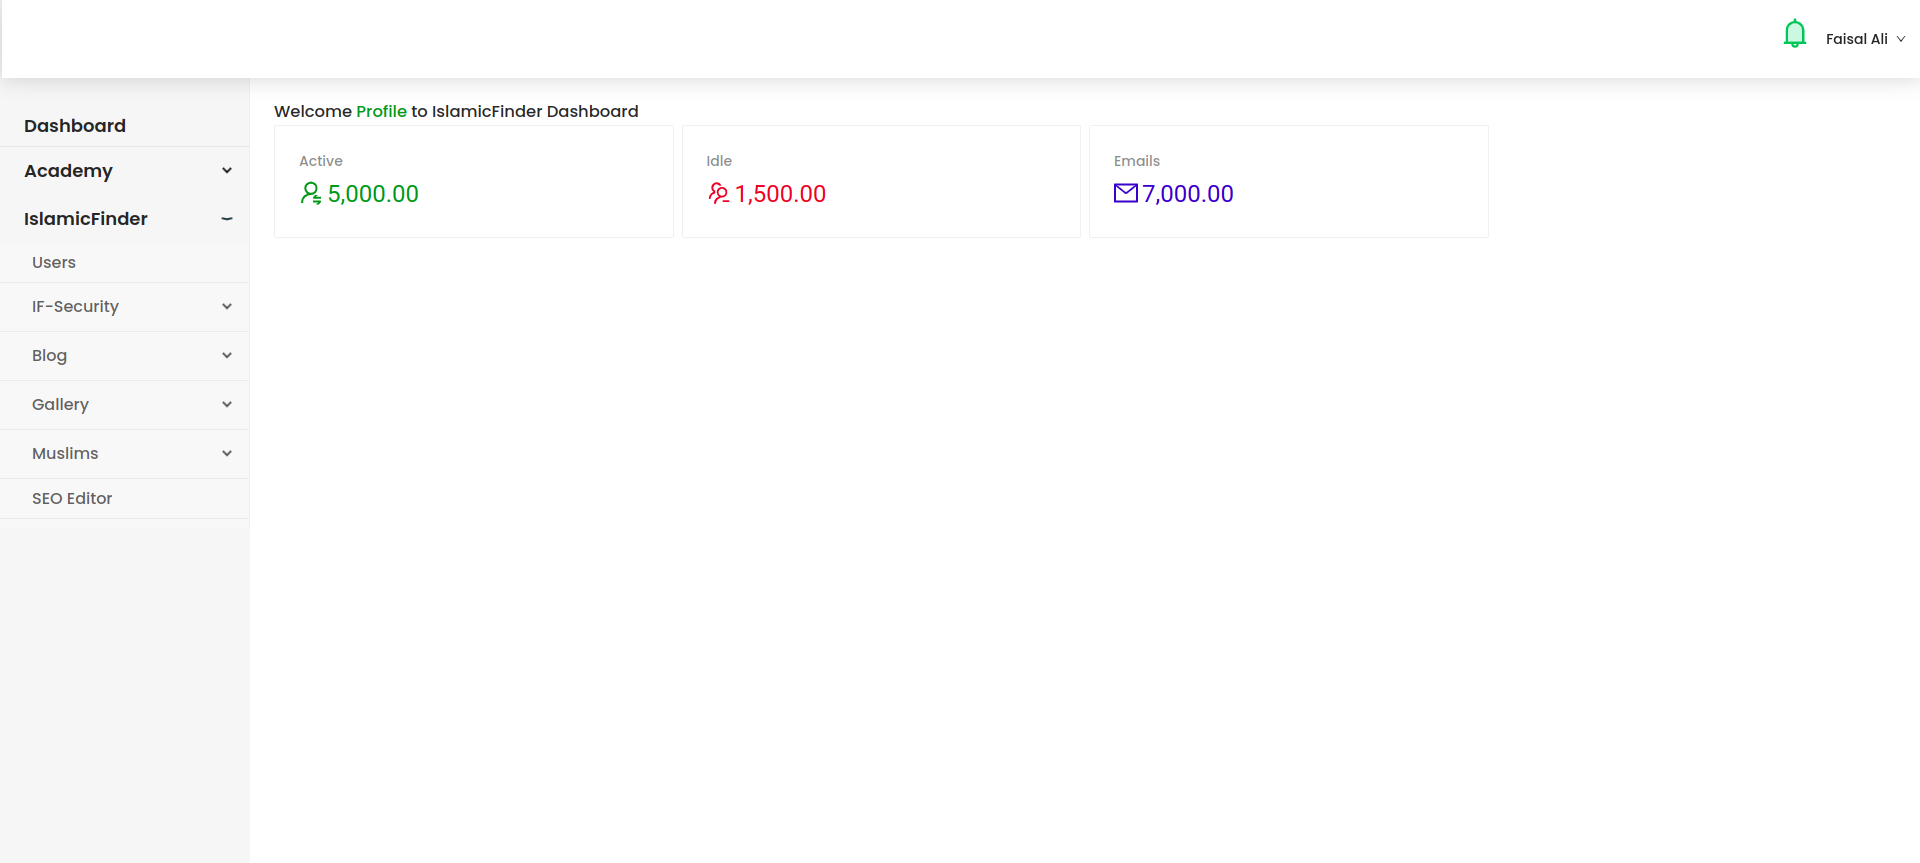 Faisal Ali
Dashboard
Academy
IslamicFinder
Users
IF-Security
Blog
Gallery
Muslims
SEO Editor
Welcome Profile to IslamicFinder Dashboard
Active
5,000.00
Idle
1,500.00
Emails
7,000.00